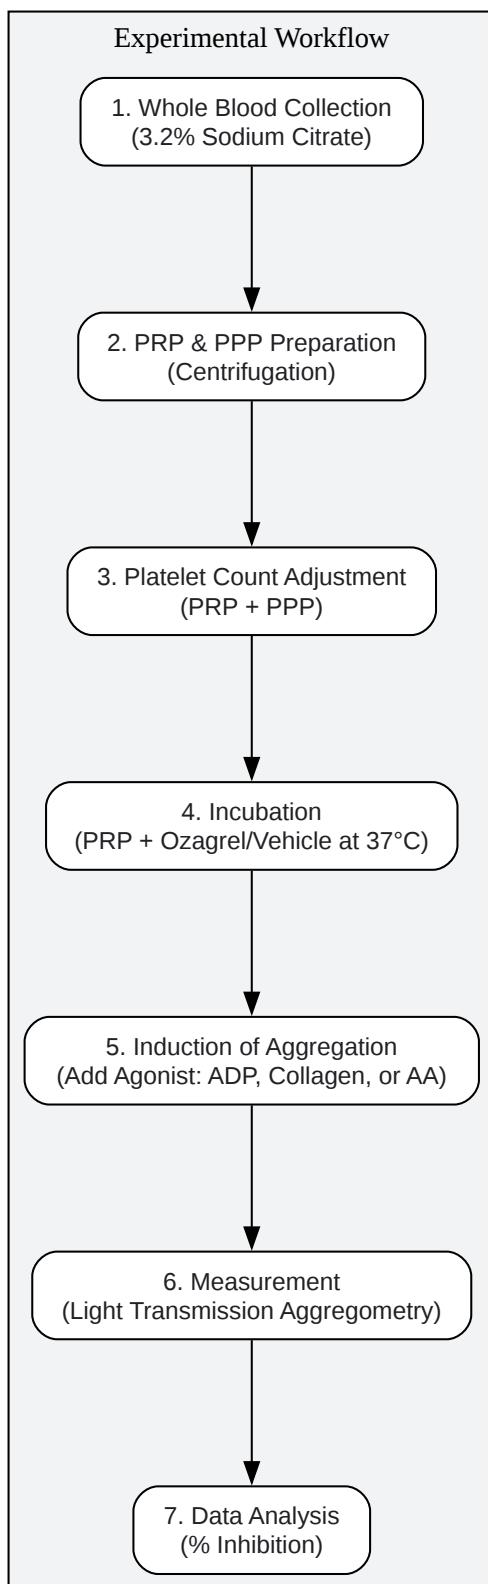 Experimental Workflow
1. Whole Blood Collection
(3.2% Sodium Citrate)
2. PRP & PPP Preparation
(Centrifugation)
3. Platelet Count Adjustment
(PRP + PPP)
4. Incubation
(PRP + Ozagrel/Vehicle at 37°C)
5. Induction of Aggregation
(Add Agonist: ADP, Collagen, or AA)
6. Measurement
(Light Transmission Aggregometry)
7. Data Analysis
(% Inhibition)